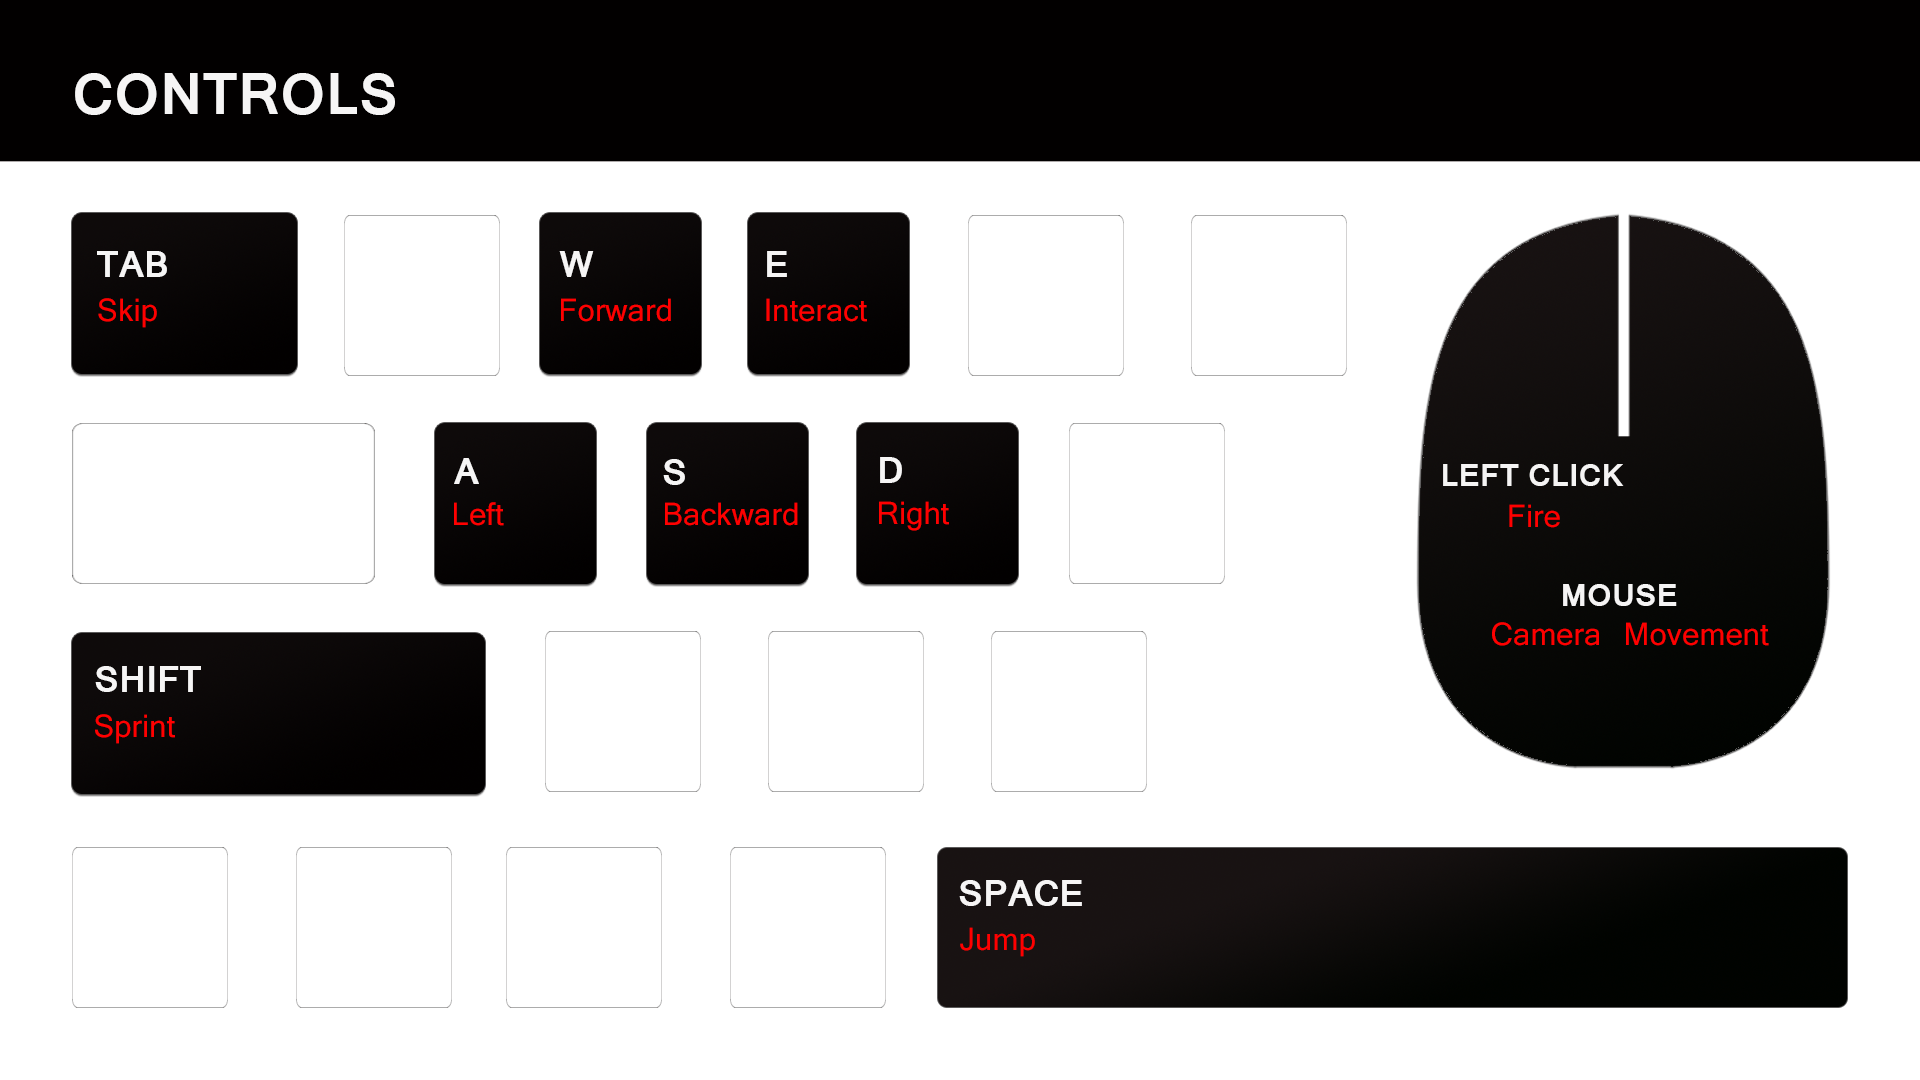 CONTROLS
TAB
Skip
W
Forward
E
Interact
A
Left
S
Backward
D
Right
LEFT CLICK
Fire
MOUSE
Camera Movement
SHIFT
Sprint
SPACE
Jump